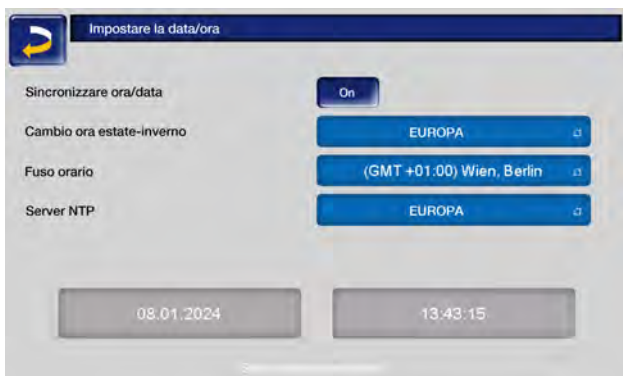 Impostare la data/ora
Sincronizzare ora/data On
Cambio ora estate-inverno EUROPA
Fuso orario (GMT +01:00) Wien, Berlin
Server NTP EUROPA
08.01.2024 13:43:15